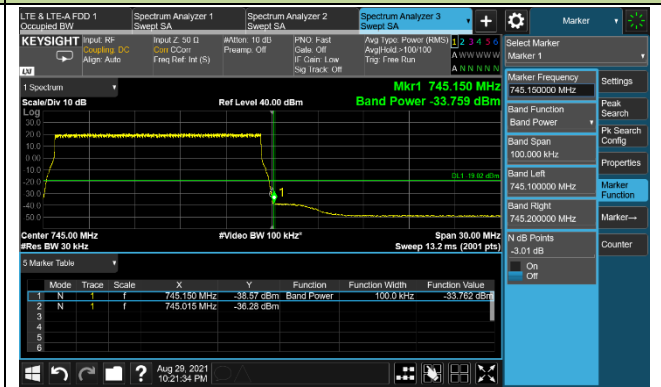 LTE & LTE-A FDD 1
Occupied BW
Spectrum Analyzer 1
Swept SA
Spectrum Analyzer 2
Swept SA
Spectrum Analyzer 3
Swept SA
+
Marker
KEYSIGHT
LXI
Input: RF
Coupling: DC
Align: Auto
Input Z: 50 Ω
Corr CCorr
Freq Ref: Int (S)
#Atten: 10 dB
Preamp: Off
PNO: Fast
Gate: Off
IF Gain: Low
Sig Track: Off
Avg Type: Power (RMS)
Avg|Hold:>100/100
Trig: Free Run
1 2 3 4 5 6
A W W W W W
A N N N N N
Select Marker
Marker 1
Marker Frequency
745.150000 MHz
Band Function
Band Power
Band Span
100.000 kHz
Band Left
745.100000 MHz
Band Right
745.200000 MHz
N dB Points
-3.01 dB
On
Off
Settings
Peak
Search
Pk Search
Config
Properties
Marker
Function
Marker→
Counter
1 Spectrum
Scale/Div 10 dB
Log
Ref Level 40.00 dBm
Mkr1 745.150 MHz
Band Power -33.759 dBm
30.0
20.0
10.0
0.00
-10.0
-20.0
-30.0
-40.0
-50.0
DL1 -19.02 dBm
1
Center 745.00 MHz
#Res BW 30 kHz
#Video BW 100 kHz*
Span 30.00 MHz
Sweep 13.2 ms (2001 pts)
5 Marker Table
Mode Trace Scale X Y Function Function Width Function Value
1 N 1 f 745.150 MHz -38.57 dBm Band Power 100.0 kHz -33.762 dBm
2 N 1 f 745.015 MHz -36.28 dBm
3
4
5
6
?
Aug 29, 2021
10:21:34 PM